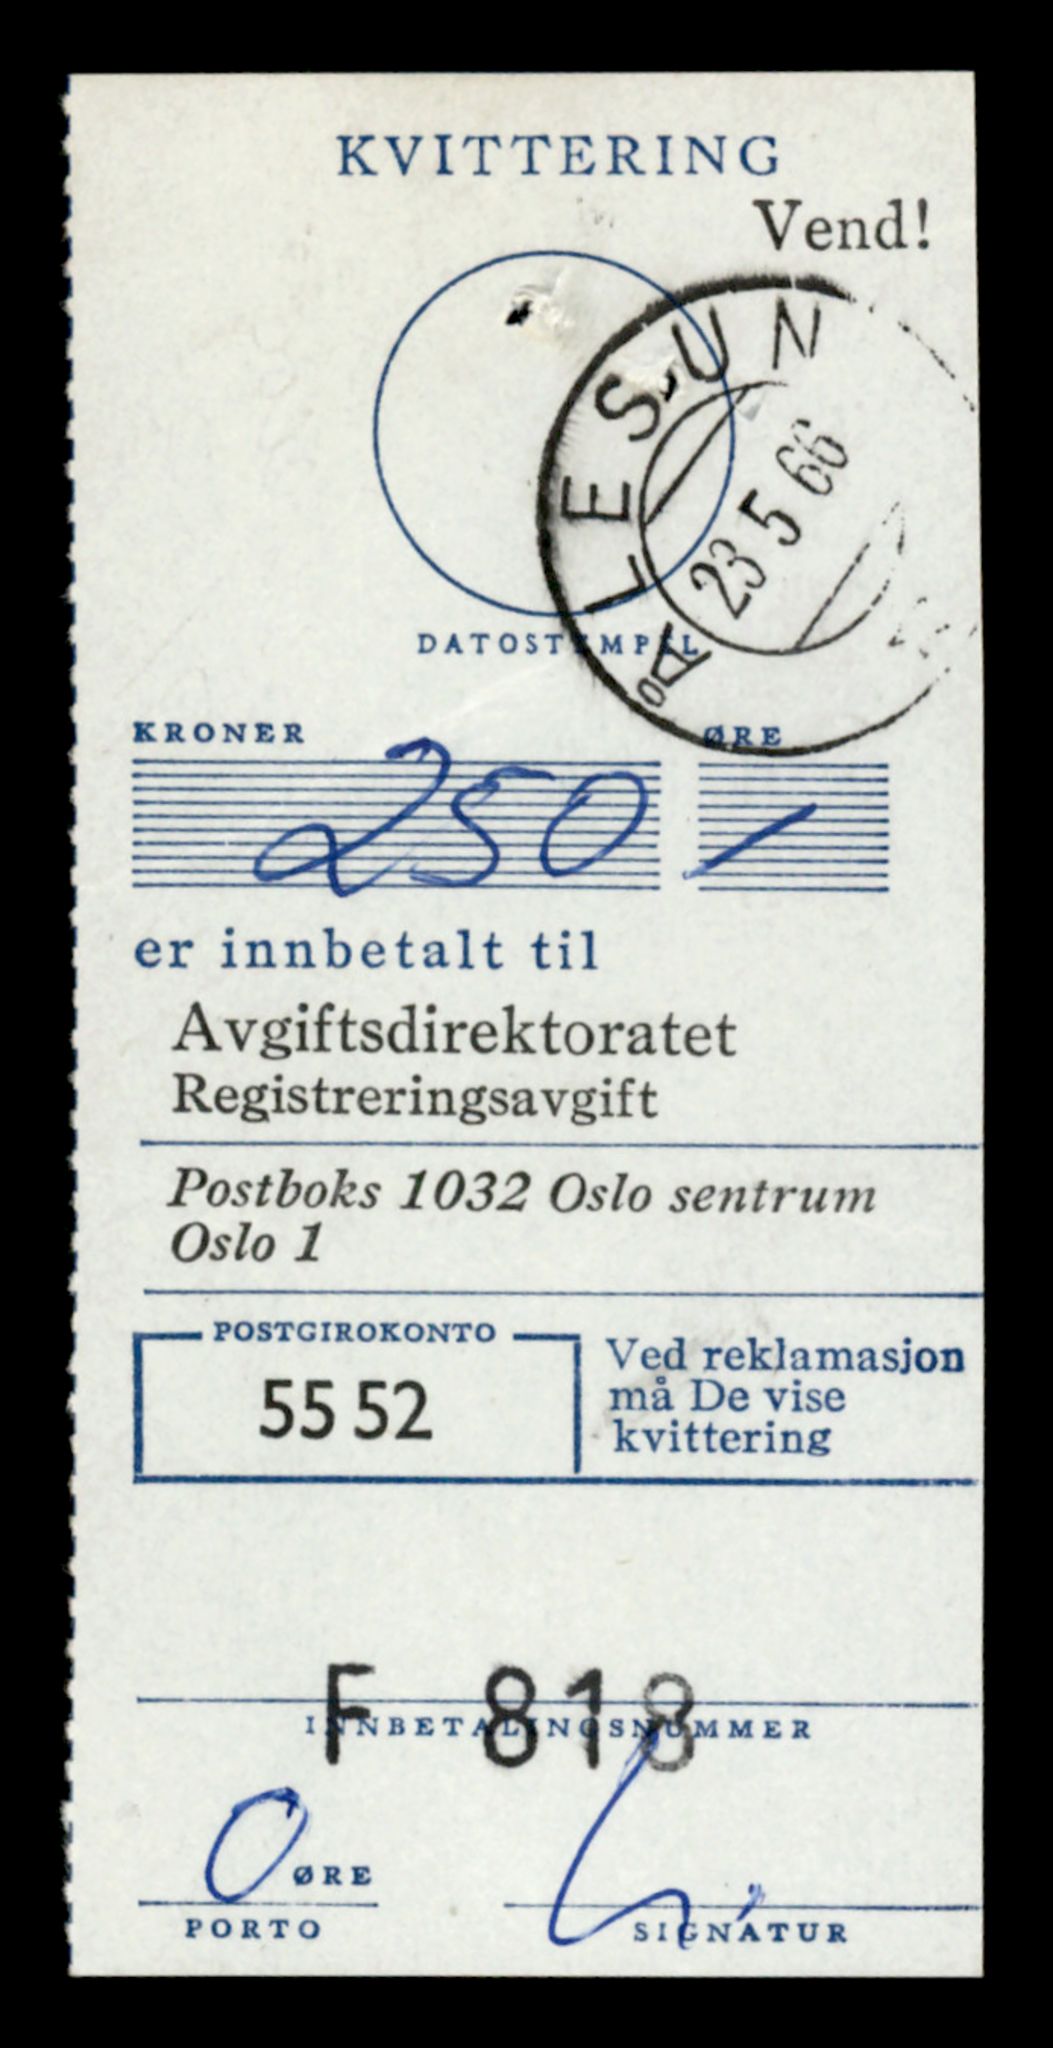 KVITTERING
Vend!
ÅLESUN
23 5 66
DATOSTEMPEL
KRONER ØRE
250 –
er innbetalt til
Avgiftsdirektoratet
Registreringsavgift
Postboks 1032 Oslo sentrum
Oslo 1
POSTGIROKONTO
55 52
Ved reklamasjon
må De vise
kvittering
F 818
INNBETALINGSNUMMER
0 ØRE
PORTO
SIGNATUR